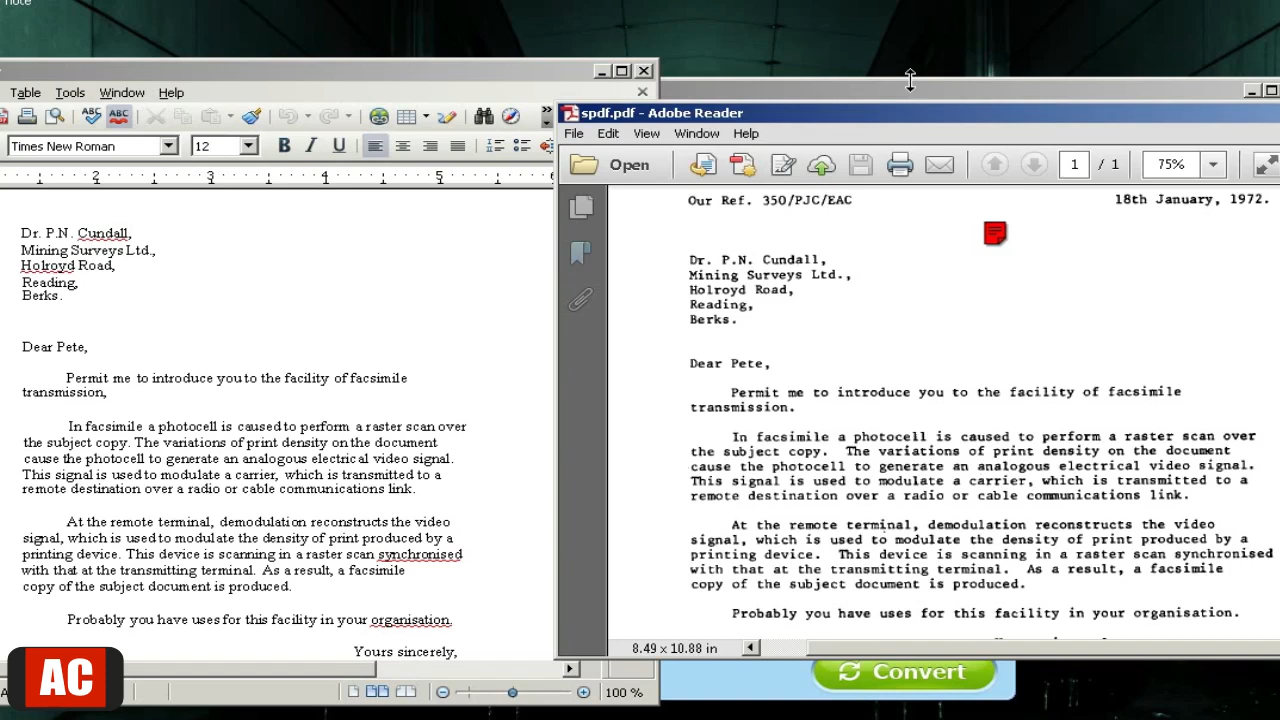 note
Table Tools Window Help
ABC ABC
Times New Roman 12 B I U
1 2 3 4 5
Dr. P.N. Cundall,
Mining Surveys Ltd.,
Holroyd Road,
Reading,
Berks.
Dear Pete,
Permit me to introduce you to the facility of facsimile
transmission,
In facsimile a photocell is caused to perform a raster scan over
the subject copy. The variations of print density on the document
cause the photocell to generate an analogous electrical video signal.
This signal is used to modulate a carrier, which is transmitted to a
remote destination over a radio or cable communications link.
At the remote terminal, demodulation reconstructs the video
signal, which is used to modulate the density of print produced by a
printing device. This device is scanning in a raster scan synchronised
with that at the transmitting terminal. As a result, a facsimile
copy of the subject document is produced.
Probably you have uses for this facility in your organisation.
Yours sincerely,
100 %
AC
spdf.pdf - Adobe Reader
File Edit View Window Help
Open 1 / 1 75%
Our Ref. 350/PJC/EAC 18th January, 1972.
Dr. P.N. Cundall,
Mining Surveys Ltd.,
Holroyd Road,
Reading,
Berks.
Dear Pete,
Permit me to introduce you to the facility of facsimile
transmission.
In facsimile a photocell is caused to perform a raster scan over
the subject copy. The variations of print density on the document
cause the photocell to generate an analogous electrical video signal.
This signal is used to modulate a carrier, which is transmitted to a
remote destination over a radio or cable communications link.
At the remote terminal, demodulation reconstructs the video
signal, which is used to modulate the density of print produced by a
printing device. This device is scanning in a raster scan synchronised
with that at the transmitting terminal. As a result, a facsimile
copy of the subject document is produced.
Probably you have uses for this facility in your organisation.
8.49 x 10.88 in
Convert